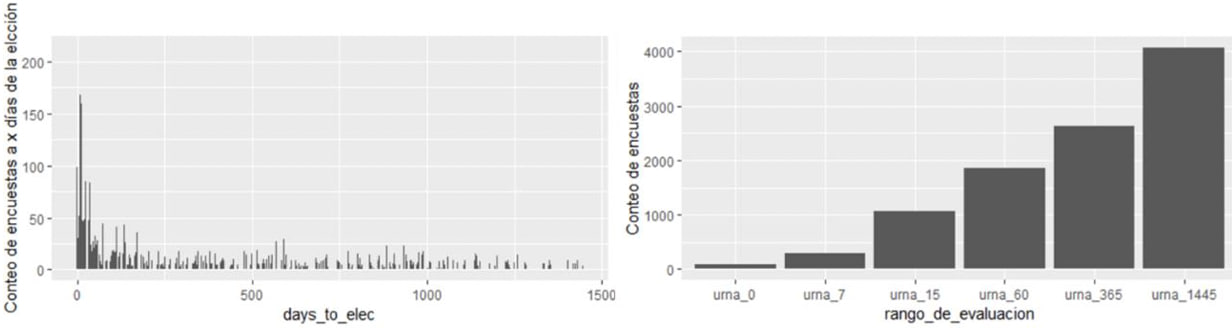 Conteo de encuestas a x días de la elcción
200
150
100
50
0
0
500
1000
1500
days_to_elec
Conteo de encuestas
4000
3000
2000
1000
0
urna_0
urna_7
urna_15
urna_60
urna_365
urna_1445
rango_de_evaluacion